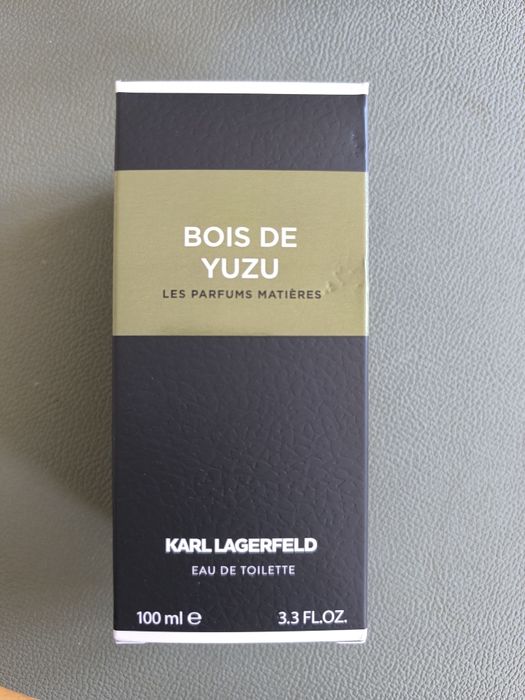 BOIS DE
YUZU
LES PARFUMS MATIÈRES
KARL LAGERFELD
EAU DE TOILETTE
100 ml ℮ 3.3 FL.OZ.